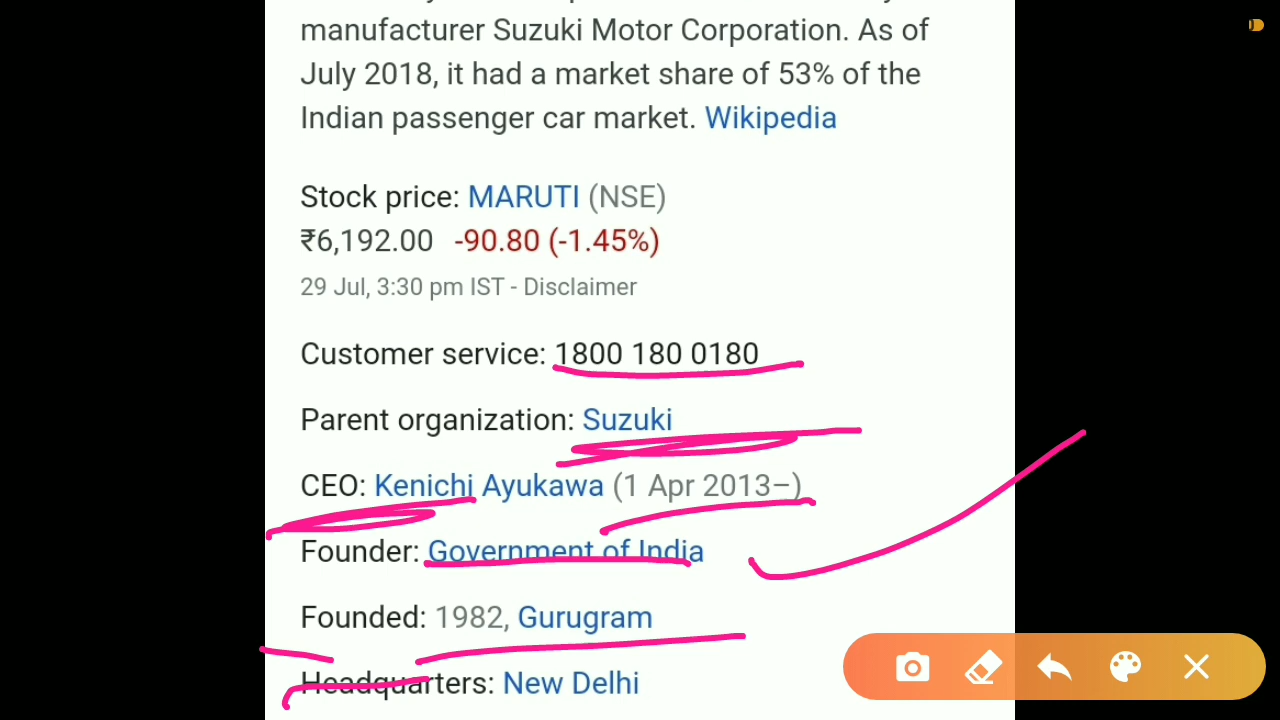 manufacturer Suzuki Motor Corporation. As of
July 2018, it had a market share of 53% of the
Indian passenger car market. Wikipedia
Stock price: MARUTI (NSE)
₹6,192.00 -90.80 (-1.45%)
29 Jul, 3:30 pm IST - Disclaimer
Customer service: 1800 180 0180
Parent organization: Suzuki
CEO: Kenichi Ayukawa (1 Apr 2013–)
Founder: Government of India
Founded: 1982, Gurugram
Headquarters: New Delhi